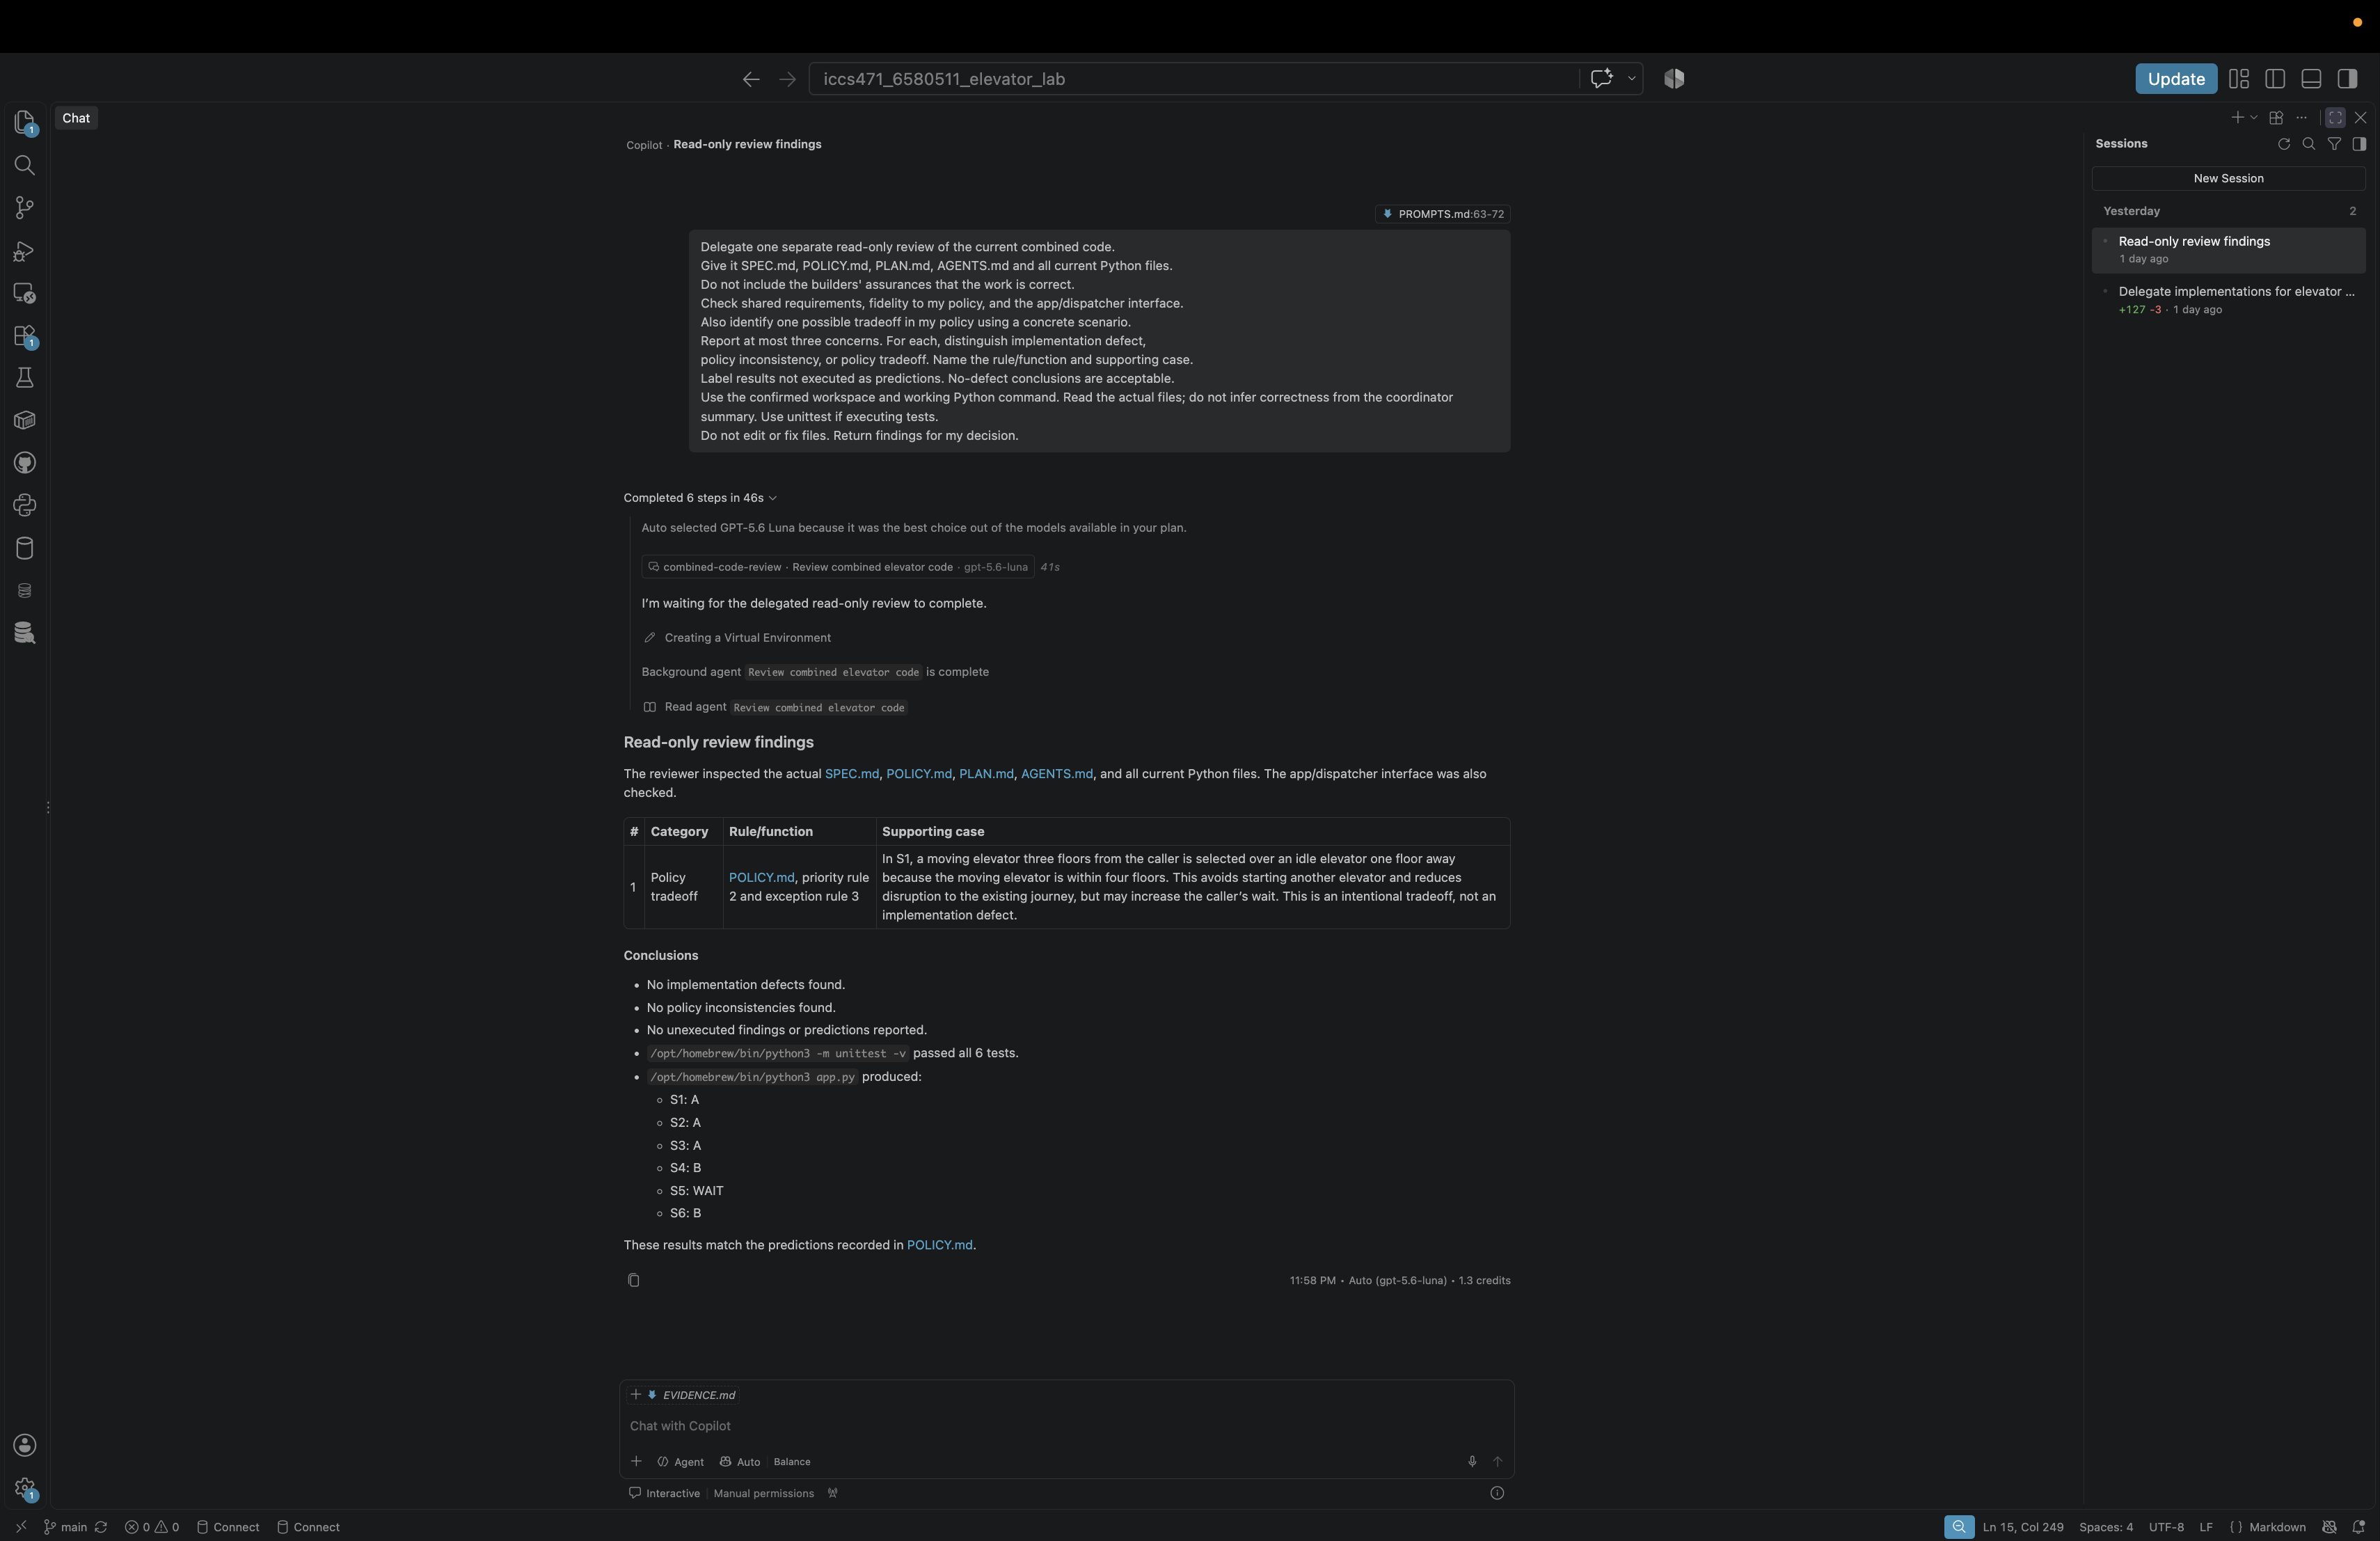 iccs471_6580511_elevator_lab
Update
Chat
Copilot · Read-only review findings
PROMPTS.md:63-72
Delegate one separate read-only review of the current combined code.
Give it SPEC.md, POLICY.md, PLAN.md, AGENTS.md and all current Python files.
Do not include the builders' assurances that the work is correct.
Check shared requirements, fidelity to my policy, and the app/dispatcher interface.
Also identify one possible tradeoff in my policy using a concrete scenario.
Report at most three concerns. For each, distinguish implementation defect,
policy inconsistency, or policy tradeoff. Name the rule/function and supporting case.
Label results not executed as predictions. No-defect conclusions are acceptable.
Use the confirmed workspace and working Python command. Read the actual files; do not infer correctness from the coordinator
summary. Use unittest if executing tests.
Do not edit or fix files. Return findings for my decision.
Completed 6 steps in 46s
Auto selected GPT-5.6 Luna because it was the best choice out of the models available in your plan.
combined-code-review · Review combined elevator code · gpt-5.6-luna 41s
I'm waiting for the delegated read-only review to complete.
Creating a Virtual Environment
Background agent Review combined elevator code is complete
Read agent Review combined elevator code
Read-only review findings
The reviewer inspected the actual SPEC.md, POLICY.md, PLAN.md, AGENTS.md, and all current Python files. The app/dispatcher interface was also
checked.
# Category Rule/function Supporting case
1 Policy tradeoff POLICY.md, priority rule 2 and exception rule 3
In S1, a moving elevator three floors from the caller is selected over an idle elevator one floor away
because the moving elevator is within four floors. This avoids starting another elevator and reduces
disruption to the existing journey, but may increase the caller's wait. This is an intentional tradeoff, not an
implementation defect.
Conclusions
• No implementation defects found.
• No policy inconsistencies found.
• No unexecuted findings or predictions reported.
• /opt/homebrew/bin/python3 -m unittest -v passed all 6 tests.
• /opt/homebrew/bin/python3 app.py produced:
S1: A
S2: A
S3: A
S4: B
S5: WAIT
S6: B
These results match the predictions recorded in POLICY.md.
11:58 PM • Auto (gpt-5.6-luna) • 1.3 credits
EVIDENCE.md
Chat with Copilot
Agent Auto Balance
Interactive Manual permissions
Sessions
New Session
Yesterday 2
Read-only review findings
1 day ago
Delegate implementations for elevator ...
+127 -3 · 1 day ago
1
1
1
main 0 0 Connect Connect
Ln 15, Col 249 Spaces: 4 UTF-8 LF { } Markdown